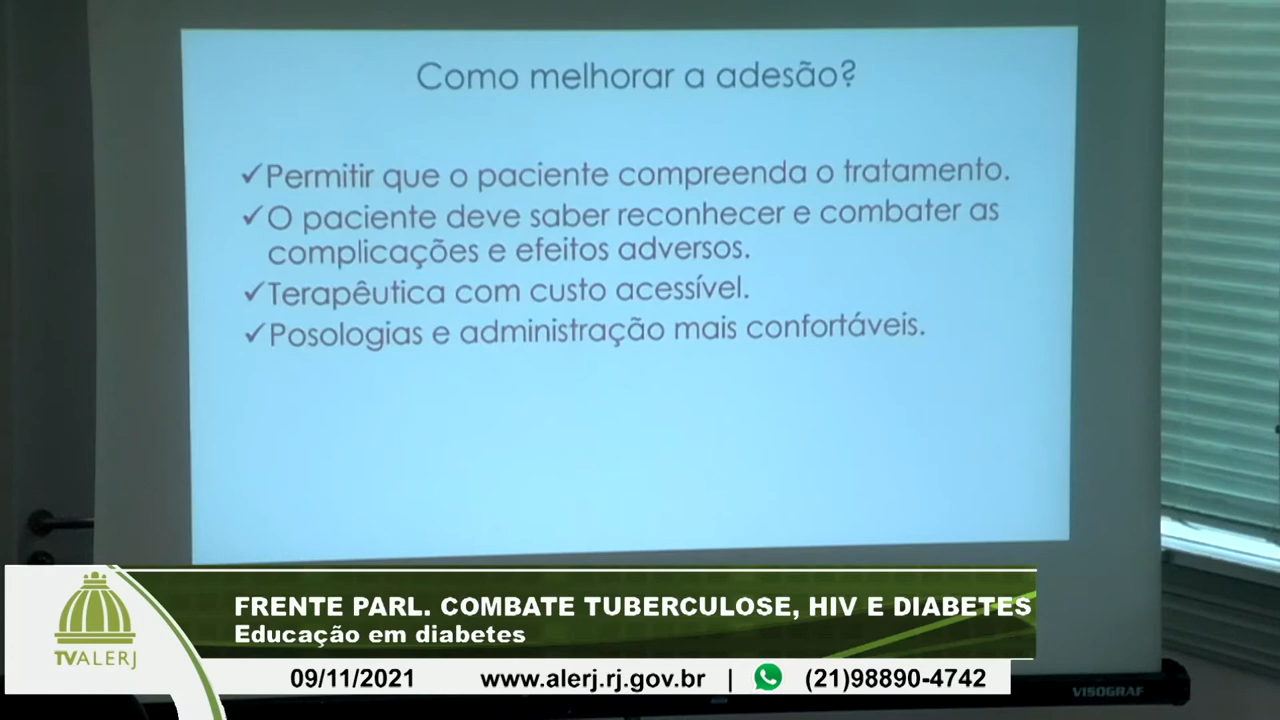 Como melhorar a adesão?
✓Permitir que o paciente compreenda o tratamento.
✓O paciente deve saber reconhecer e combater as
complicações e efeitos adversos.
✓Terapêutica com custo acessível.
✓Posologias e administração mais confortáveis.
FRENTE PARL. COMBATE TUBERCULOSE, HIV E DIABETES
Educação em diabetes
TVALERJ
09/11/2021 www.alerj.rj.gov.br | (21)98890-4742
VISOGRAF